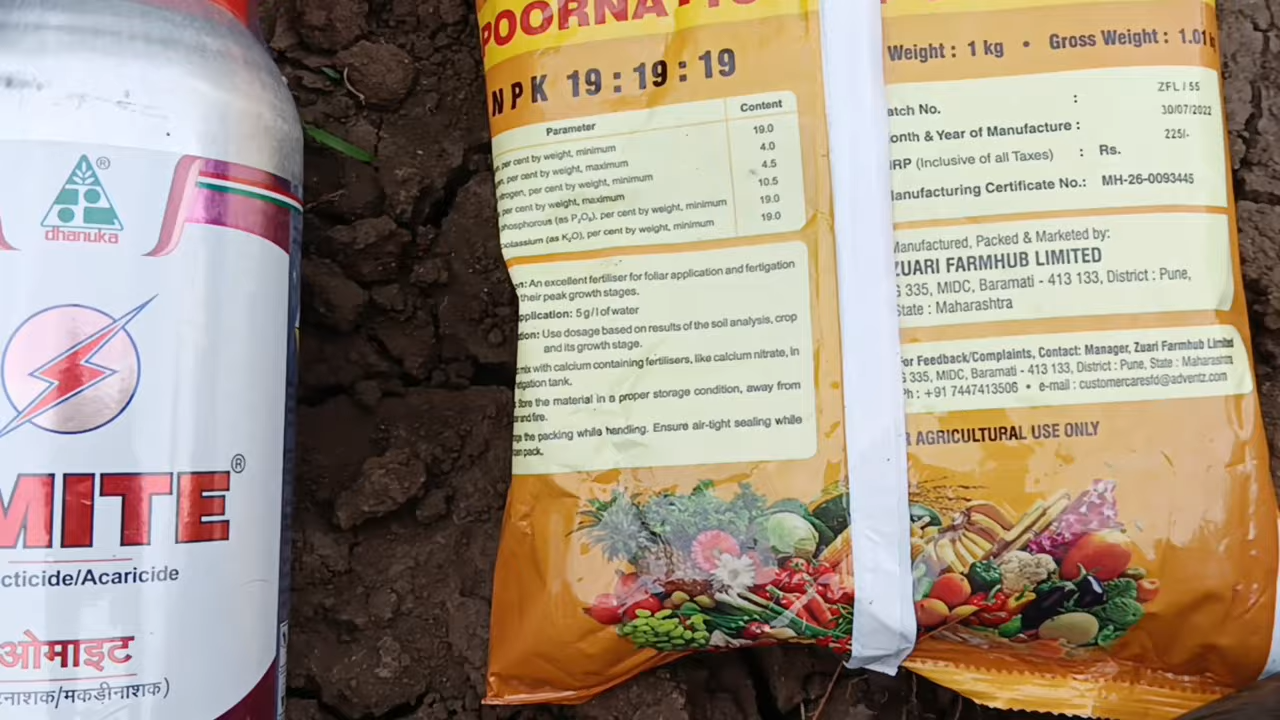 dhanuka
MITE®
cticide/Acaricide
ओमाइट
नाशक/मकड़ीनाशक)
POORNA
NPK 19 : 19 : 19
Parameter Content
per cent by weight, minimum 19.0
per cent by weight, maximum 4.0
trogen, per cent by weight, minimum 4.5
per cent by weight, maximum 10.5
phosphorous (as P₂O₅), per cent by weight, minimum 19.0
potassium (as K₂O), per cent by weight, minimum 19.0
An excellent fertiliser for foliar application and fertigation
their peak growth stages.
pplication: 5 g / l of water
Use dosage based on results of the soil analysis, crop
and its growth stage.
mix with calcium containing fertilisers, like calcium nitrate, in
igation tank.
Store the material in a proper storage condition, away from
and fire.
the packing while handling. Ensure air-tight sealing while
pack.
Weight : 1 kg • Gross Weight : 1.01 kg
atch No. : ZFL / 55
onth & Year of Manufacture : 30/07/2022
RP (Inclusive of all Taxes) : Rs. 225/-
anufacturing Certificate No.: MH-26-0093445
Manufactured, Packed & Marketed by:
ZUARI FARMHUB LIMITED
335, MIDC, Baramati - 413 133, District : Pune,
State : Maharashtra
For Feedback/Complaints, Contact: Manager, Zuari Farmhub Limited
335, MIDC, Baramati - 413 133, District : Pune, State : Maharashtra
Ph : +91 7447413506 • e-mail : customercaresfd@adventz.com
R AGRICULTURAL USE ONLY